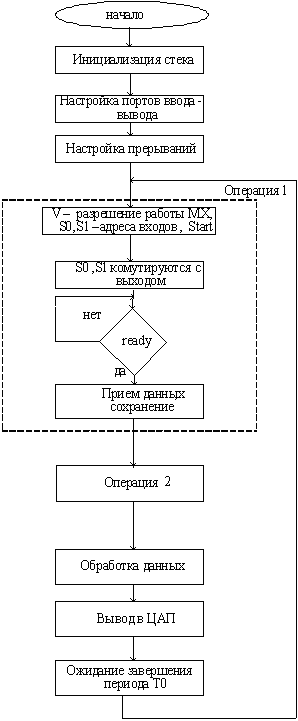 начало
Инициализация стека
Настройка портов ввода -
вывода
Настройка прерываний
Операция 1
V – разрешение работы MX,
S0,S1 –адреса входов , Start
S0 ,S1 комутируются с
выходом
нет
ready
да
Прием данных
сохранение
Операция 2
Обработка данных
Вывод в ЦАП
Ожидание завершения
периода T0